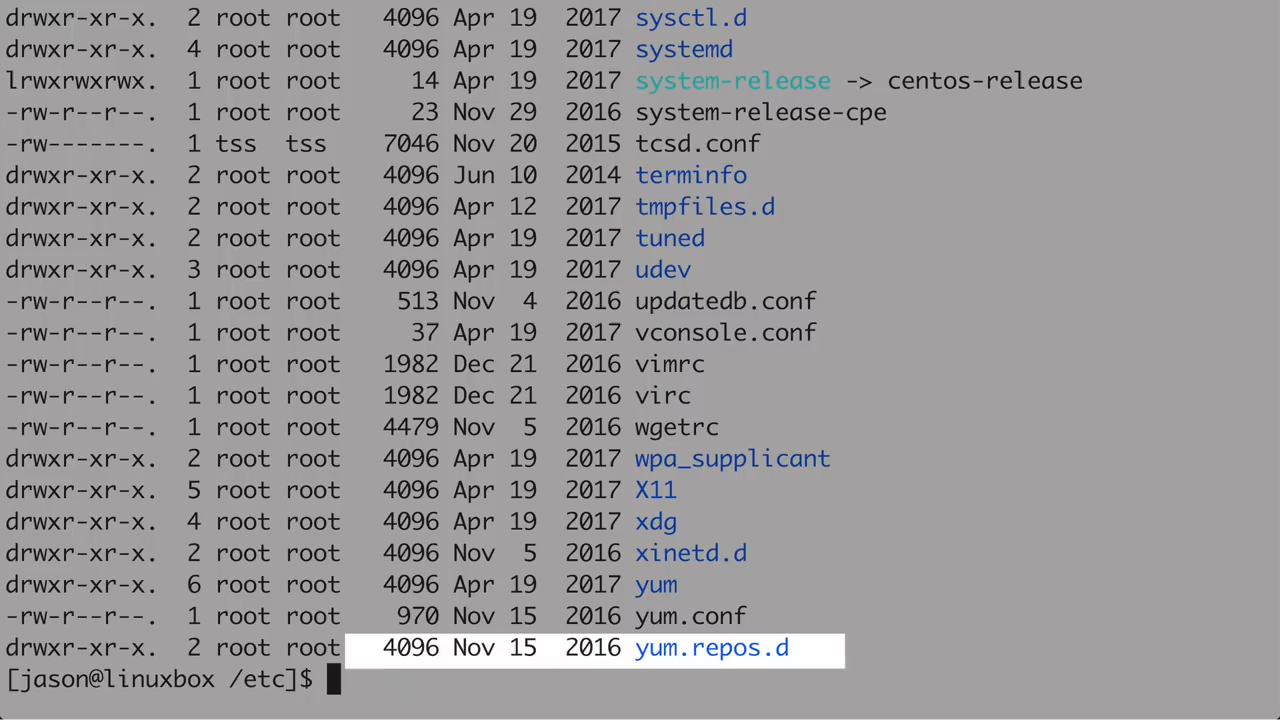 drwxr-xr-x.  2 root root   4096 Apr 19  2017 sysctl.d
drwxr-xr-x.  4 root root   4096 Apr 19  2017 systemd
lrwxrwxrwx.  1 root root     14 Apr 19  2017 system-release -> centos-release
-rw-r--r--.  1 root root     23 Nov 29  2016 system-release-cpe
-rw-------.  1 tss  tss    7046 Nov 20  2015 tcsd.conf
drwxr-xr-x.  2 root root   4096 Jun 10  2014 terminfo
drwxr-xr-x.  2 root root   4096 Apr 12  2017 tmpfiles.d
drwxr-xr-x.  2 root root   4096 Apr 19  2017 tuned
drwxr-xr-x.  3 root root   4096 Apr 19  2017 udev
-rw-r--r--.  1 root root    513 Nov  4  2016 updatedb.conf
-rw-r--r--.  1 root root     37 Apr 19  2017 vconsole.conf
-rw-r--r--.  1 root root   1982 Dec 21  2016 vimrc
-rw-r--r--.  1 root root   1982 Dec 21  2016 virc
-rw-r--r--.  1 root root   4479 Nov  5  2016 wgetrc
drwxr-xr-x.  2 root root   4096 Apr 19  2017 wpa_supplicant
drwxr-xr-x.  5 root root   4096 Apr 19  2017 X11
drwxr-xr-x.  4 root root   4096 Apr 19  2017 xdg
drwxr-xr-x.  2 root root   4096 Nov  5  2016 xinetd.d
drwxr-xr-x.  6 root root   4096 Apr 19  2017 yum
-rw-r--r--.  1 root root    970 Nov 15  2016 yum.conf
drwxr-xr-x.  2 root root   4096 Nov 15  2016 yum.repos.d
[jason@linuxbox /etc]$